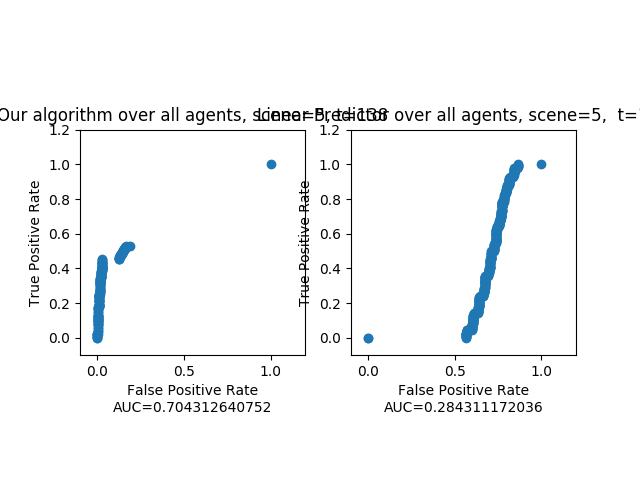 Our algorithm over all agents, scene=5, t=138
1.2
1.0
0.8
0.6
0.4
0.2
0.0
True Positive Rate
0.0 0.5 1.0
False Positive Rate
AUC=0.704312640752
Linear Predictor over all agents, scene=5, t=
1.2
1.0
0.8
0.6
0.4
0.2
0.0
True Positive Rate
0.0 0.5 1.0
False Positive Rate
AUC=0.284311172036